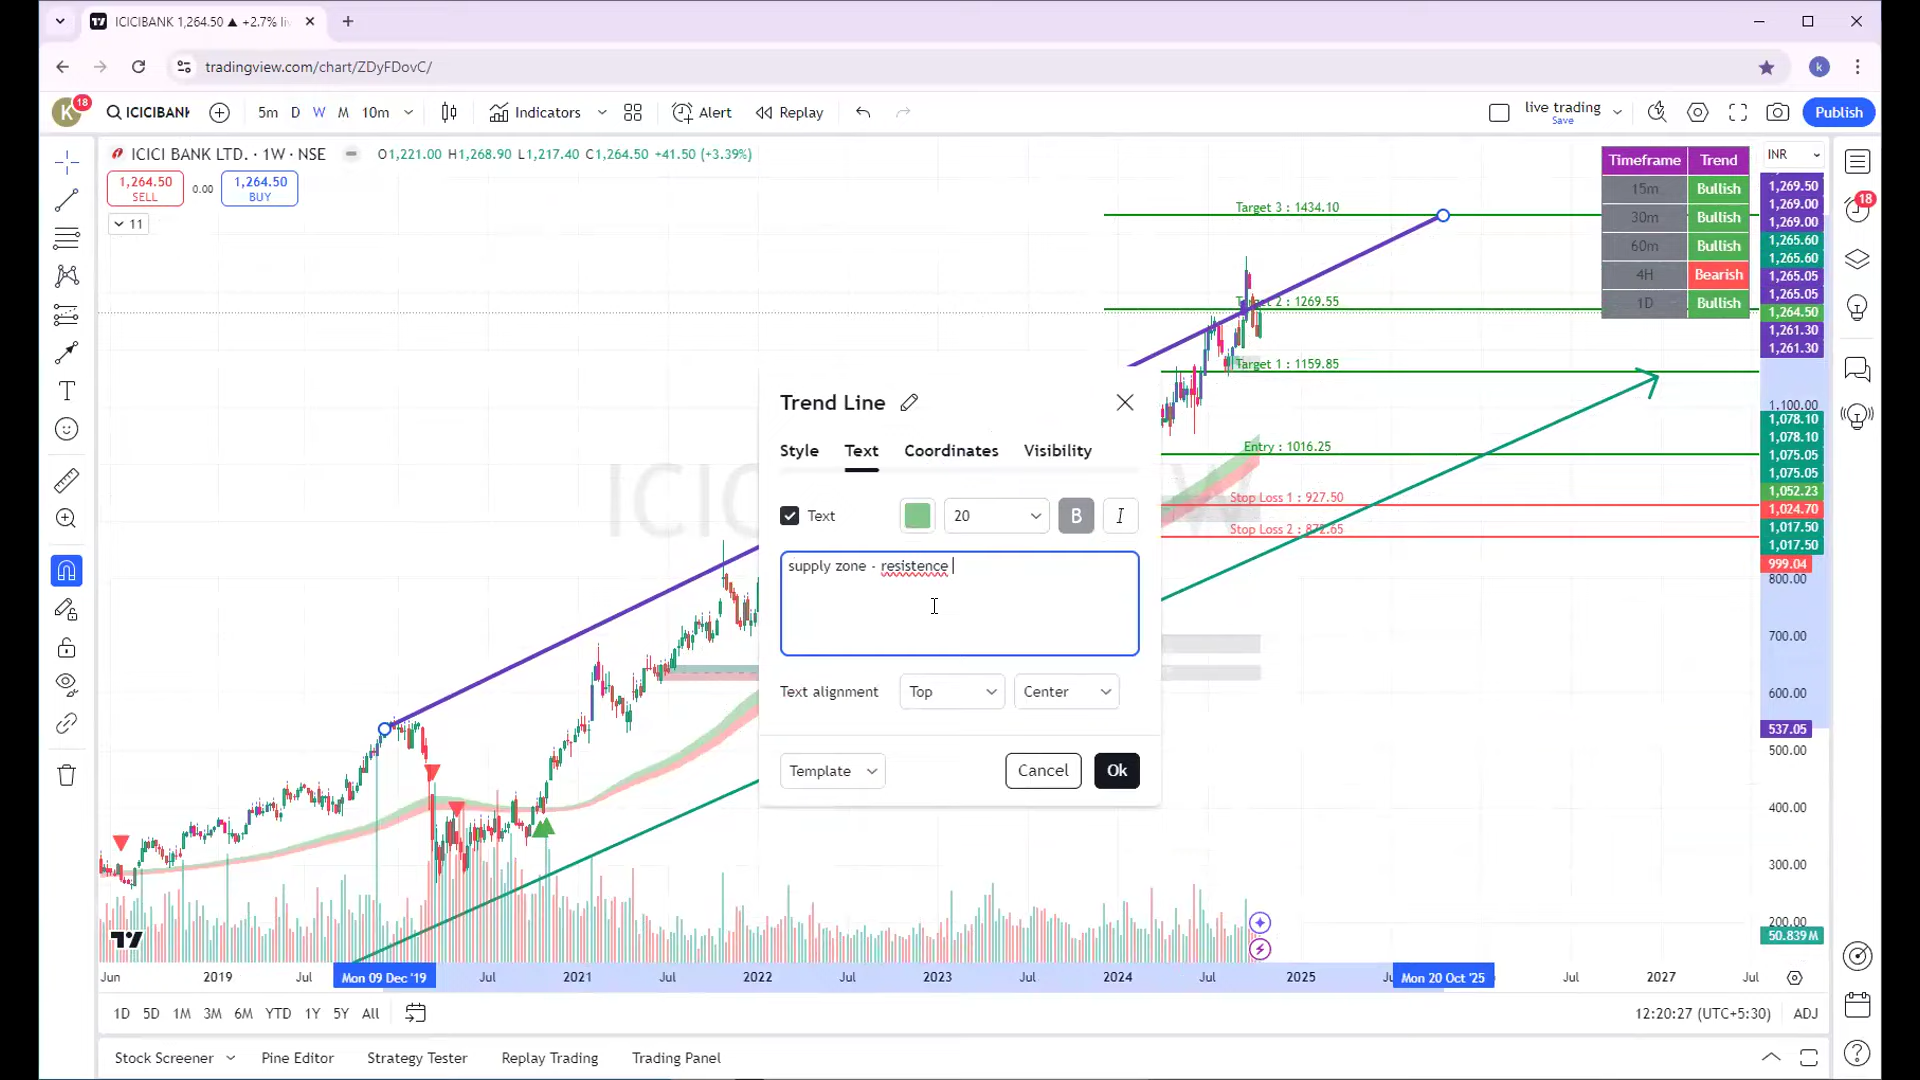 ICICIBANK 1,264.50 ▲ +2.7% li
tradingview.com/chart/ZDyFDovC/
k
K 18 ICICIBANK 5m D W M 10m Indicators Alert Replay live trading Save Publish
ICICI BANK LTD. · 1W · NSE O1,221.00 H1,268.90 L1,217.40 C1,264.50 +41.50 (+3.39%)
1,264.50 SELL 0.00 1,264.50 BUY
11
Timeframe Trend
15m Bullish
30m Bullish
60m Bullish
4H Bearish
1D Bullish
INR
1,269.50
1,269.00
1,269.00
1,265.60
1,265.60
1,265.05
1,265.05
1,264.50
1,261.30
1,261.30
1,100.00
1,078.10
1,078.10
1,075.05
1,075.05
1,052.23
1,024.70
1,017.50
1,017.50
999.04
800.00
700.00
600.00
537.05
500.00
400.00
300.00
200.00
50.839M
18
Target 3 : 1434.10
Target 2 : 1269.55
Target 1 : 1159.85
Entry : 1016.25
Stop Loss 1 : 927.50
Stop Loss 2 : 872.65
Trend Line
Style Text Coordinates Visibility
Text 20 B I
supply zone - resistence
Text alignment Top Center
Template Cancel Ok
Jun 2019 Jul Mon 09 Dec '19 Jul 2021 Jul 2022 Jul 2023 Jul 2024 Jul 2025 Mon 20 Oct '25 Jul 2027 Jul
1D 5D 1M 3M 6M YTD 1Y 5Y All 12:20:27 (UTC+5:30) ADJ
Stock Screener Pine Editor Strategy Tester Replay Trading Trading Panel